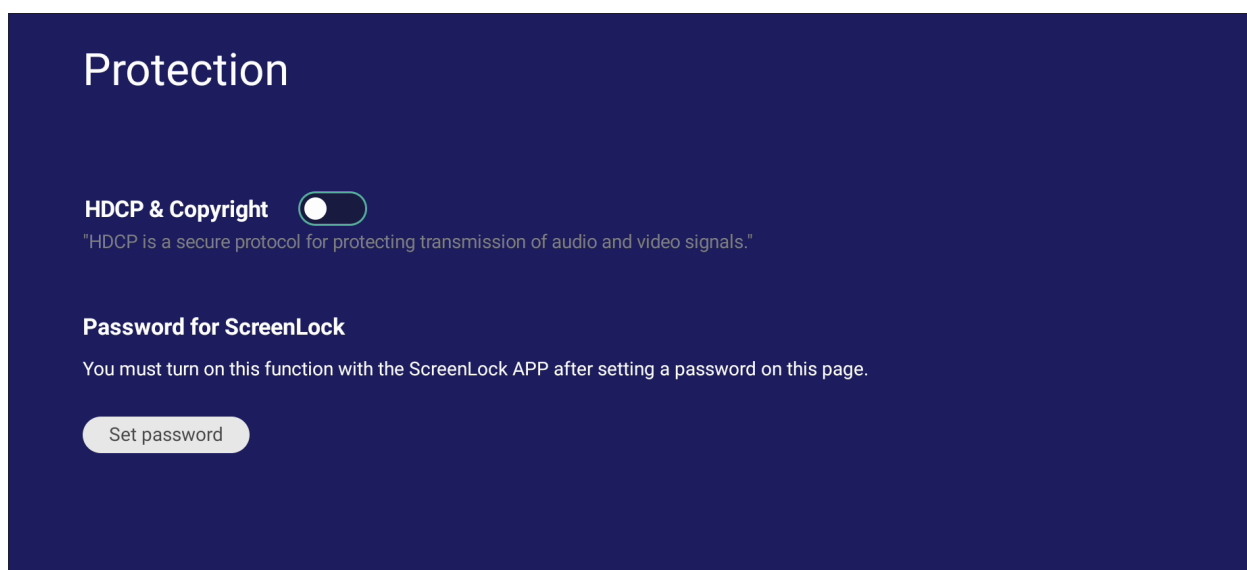 Protection
HDCP & Copyright
"HDCP is a secure protocol for protecting transmission of audio and video signals."
Password for ScreenLock
You must turn on this function with the ScreenLock APP after setting a password on this page.
Set password